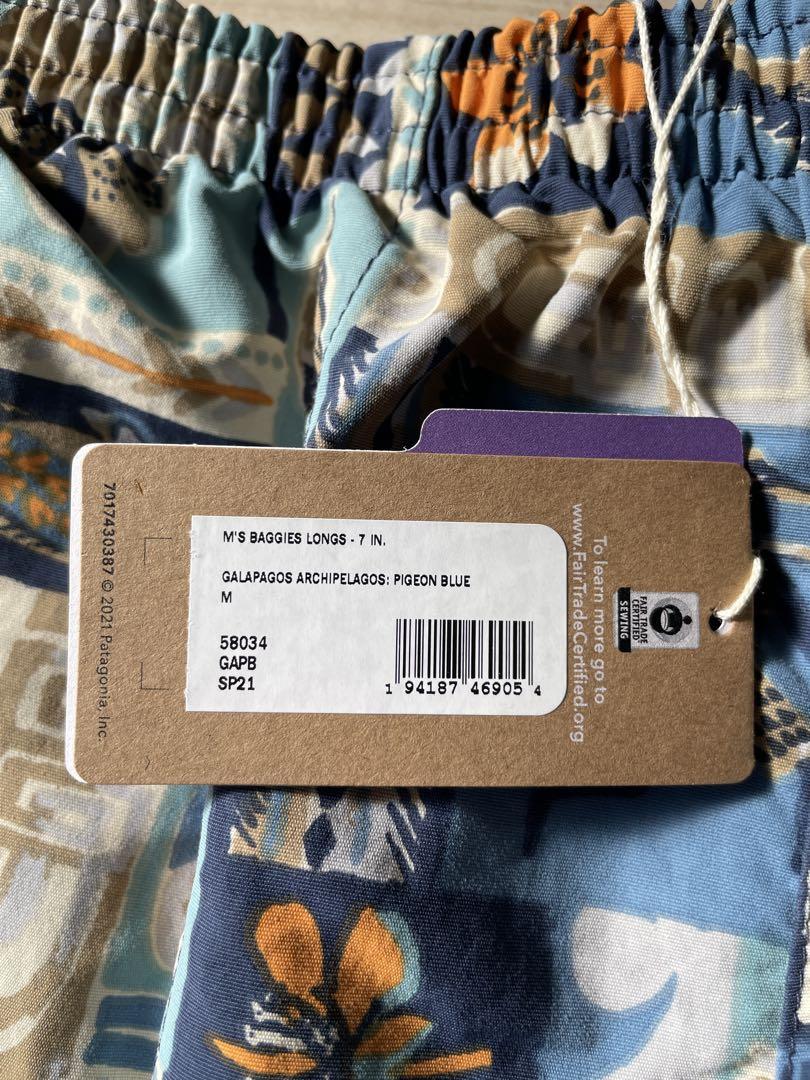 M'S BAGGIES LONGS - 7 IN.
GALAPAGOS ARCHIPELAGOS: PIGEON BLUE
M
58034
GAPB
SP21
1 94187 46905 4
7017430387 © 2021 Patagonia, Inc.
To learn more go to
www.FairTradeCertified.org
FAIR TRADE
CERTIFIED
SEWING